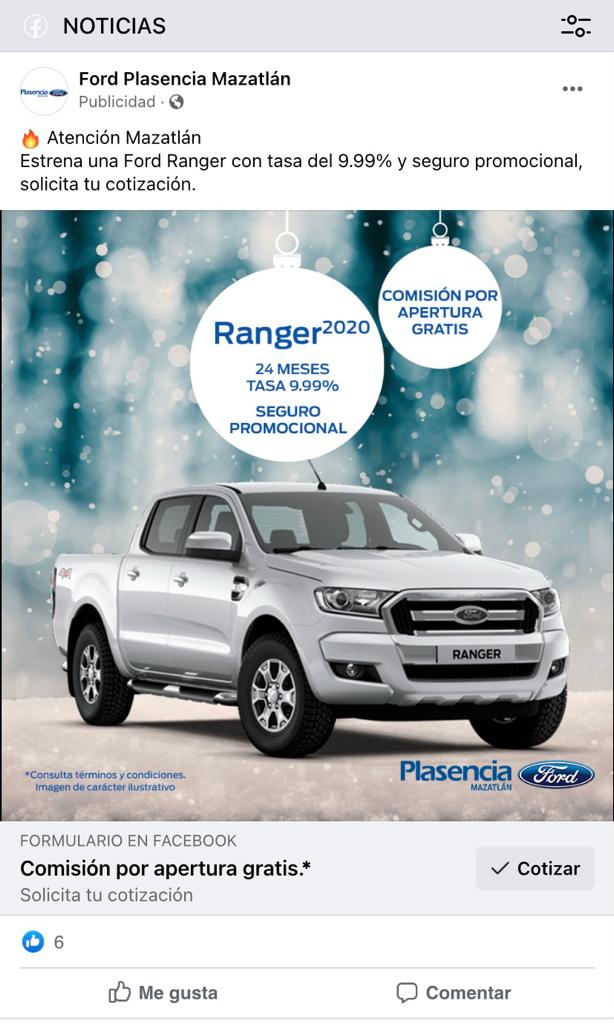 NOTICIAS
Ford Plasencia Mazatlán
Publicidad ·
🔥 Atención Mazatlán
Estrena una Ford Ranger con tasa del 9.99% y seguro promocional,
solicita tu cotización.
Ranger2020
24 MESES
TASA 9.99%
SEGURO
PROMOCIONAL
COMISIÓN POR
APERTURA
GRATIS
4x4
Ford
RANGER
*Consulta términos y condiciones.
Imagen de carácter ilustrativo
Plasencia Ford
MAZATLÁN
FORMULARIO EN FACEBOOK
Comisión por apertura gratis.*
Solicita tu cotización
Cotizar
6
Me gusta
Comentar